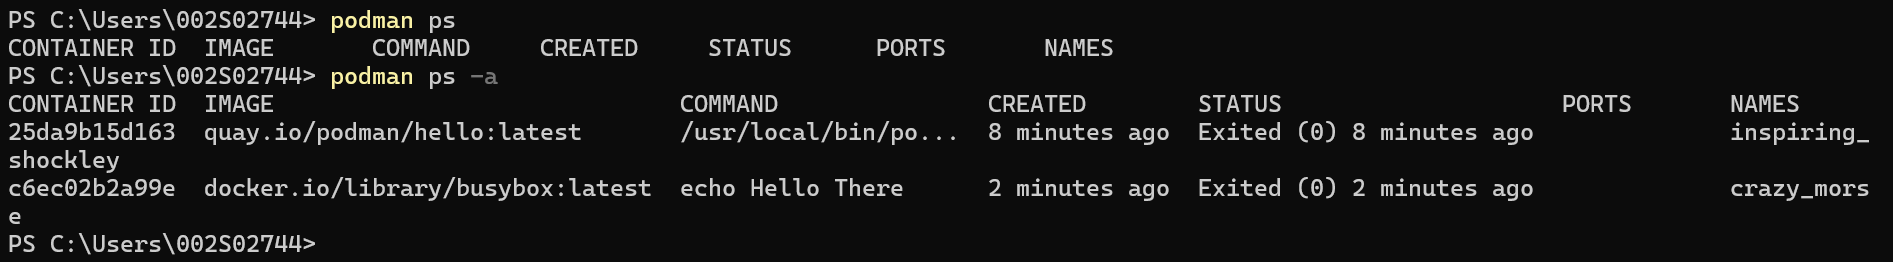 PS C:\Users\002S02744> podman ps
CONTAINER ID  IMAGE       COMMAND     CREATED     STATUS      PORTS       NAMES
PS C:\Users\002S02744> podman ps -a
CONTAINER ID  IMAGE                             COMMAND               CREATED        STATUS                    PORTS       NAMES
25da9b15d163  quay.io/podman/hello:latest       /usr/local/bin/po...  8 minutes ago  Exited (0) 8 minutes ago              inspiring_
shockley
c6ec02b2a99e  docker.io/library/busybox:latest  echo Hello There      2 minutes ago  Exited (0) 2 minutes ago              crazy_mors
e
PS C:\Users\002S02744>